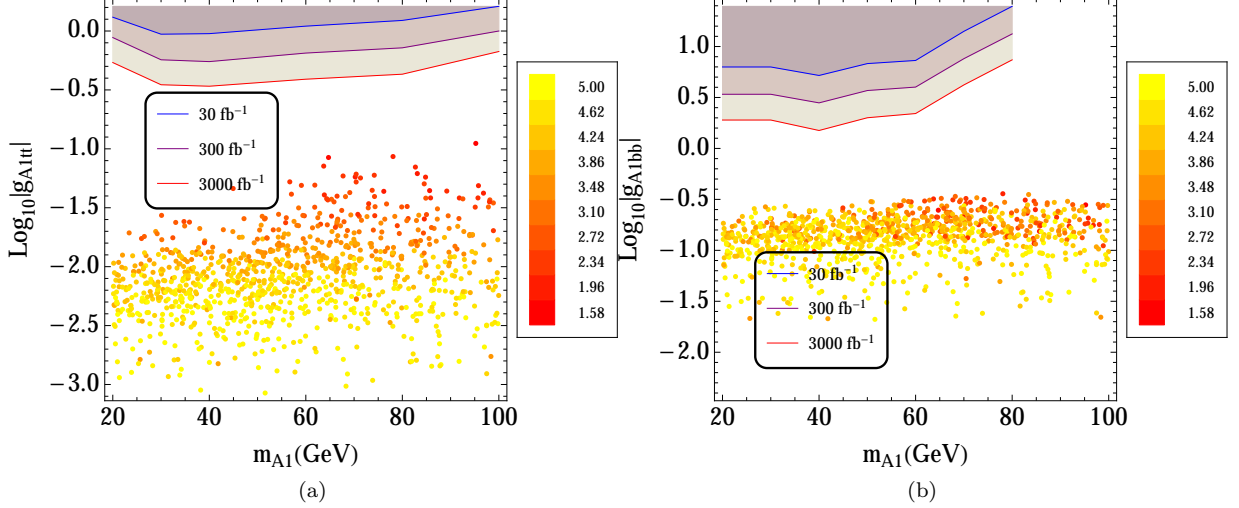 0.0
−0.5
−1.0
−1.5
−2.0
−2.5
−3.0
Log₁₀|g_A1tt|
30 fb⁻¹
300 fb⁻¹
3000 fb⁻¹
20 40 60 80 100
m_A1(GeV)
(a)
5.00
4.62
4.24
3.86
3.48
3.10
2.72
2.34
1.96
1.58
1.0
0.5
0.0
−0.5
−1.0
−1.5
−2.0
Log₁₀|g_A1bb|
30 fb⁻¹
300 fb⁻¹
3000 fb⁻¹
20 40 60 80 100
m_A1(GeV)
(b)
5.00
4.62
4.24
3.86
3.48
3.10
2.72
2.34
1.96
1.58